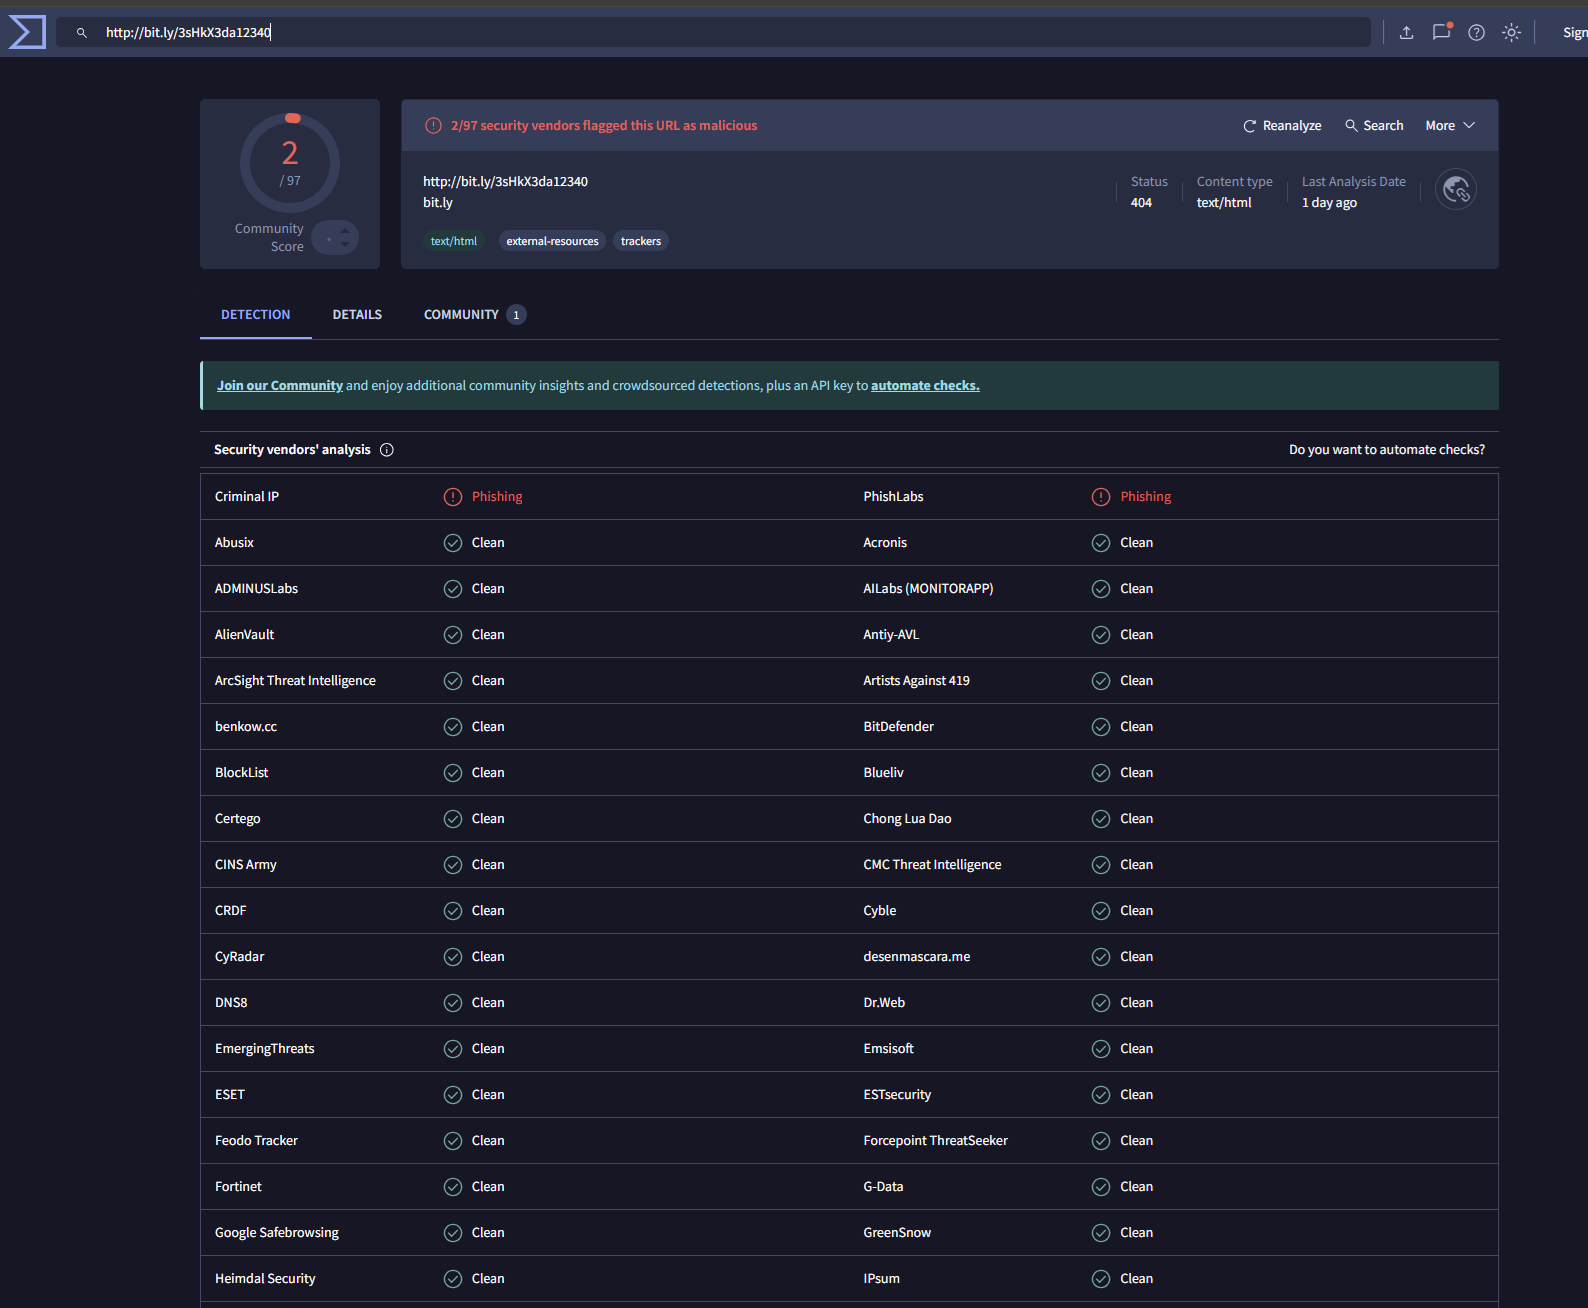 http://bit.ly/3sHkX3da12340
Sign
2
/ 97
Community
Score
2/97 security vendors flagged this URL as malicious
Reanalyze
Search
More
http://bit.ly/3sHkX3da12340
bit.ly
Status
404
Content type
text/html
Last Analysis Date
1 day ago
text/html
external-resources
trackers
DETECTION
DETAILS
COMMUNITY 1
Join our Community and enjoy additional community insights and crowdsourced detections, plus an API key to automate checks.
Security vendors' analysis
Do you want to automate checks?
Criminal IP Phishing PhishLabs Phishing
Abusix Clean Acronis Clean
ADMINUSLabs Clean AILabs (MONITORAPP) Clean
AlienVault Clean Antiy-AVL Clean
ArcSight Threat Intelligence Clean Artists Against 419 Clean
benkow.cc Clean BitDefender Clean
BlockList Clean Blueliv Clean
Certego Clean Chong Lua Dao Clean
CINS Army Clean CMC Threat Intelligence Clean
CRDF Clean Cyble Clean
CyRadar Clean desenmascara.me Clean
DNS8 Clean Dr.Web Clean
EmergingThreats Clean Emsisoft Clean
ESET Clean ESTsecurity Clean
Feodo Tracker Clean Forcepoint ThreatSeeker Clean
Fortinet Clean G-Data Clean
Google Safebrowsing Clean GreenSnow Clean
Heimdal Security Clean IPsum Clean